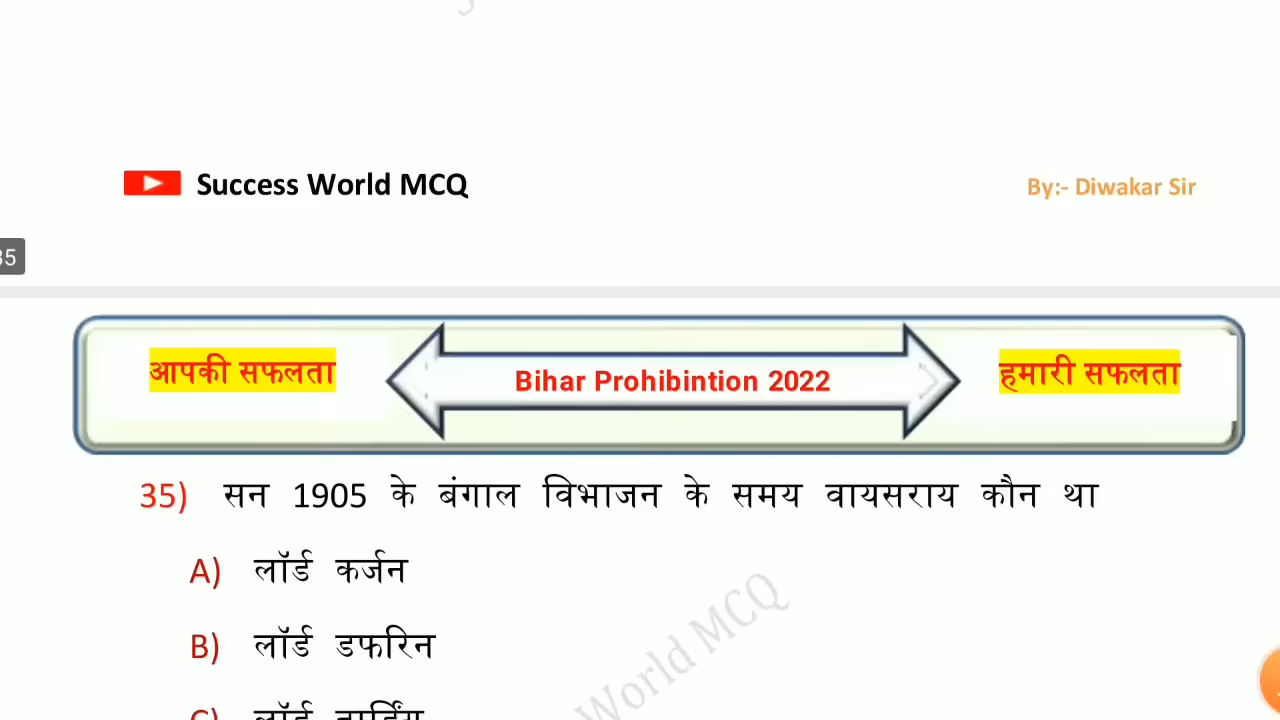 Success World MCQ
By:- Diwakar Sir
35
आपकी सफलता
Bihar Prohibintion 2022
हमारी सफलता
35) सन 1905 के बंगाल विभाजन के समय वायसराय कौन था
A) लॉर्ड कर्जन
B) लॉर्ड डफरिन
C) लॉर्ड हार्डिंग
World MCQ